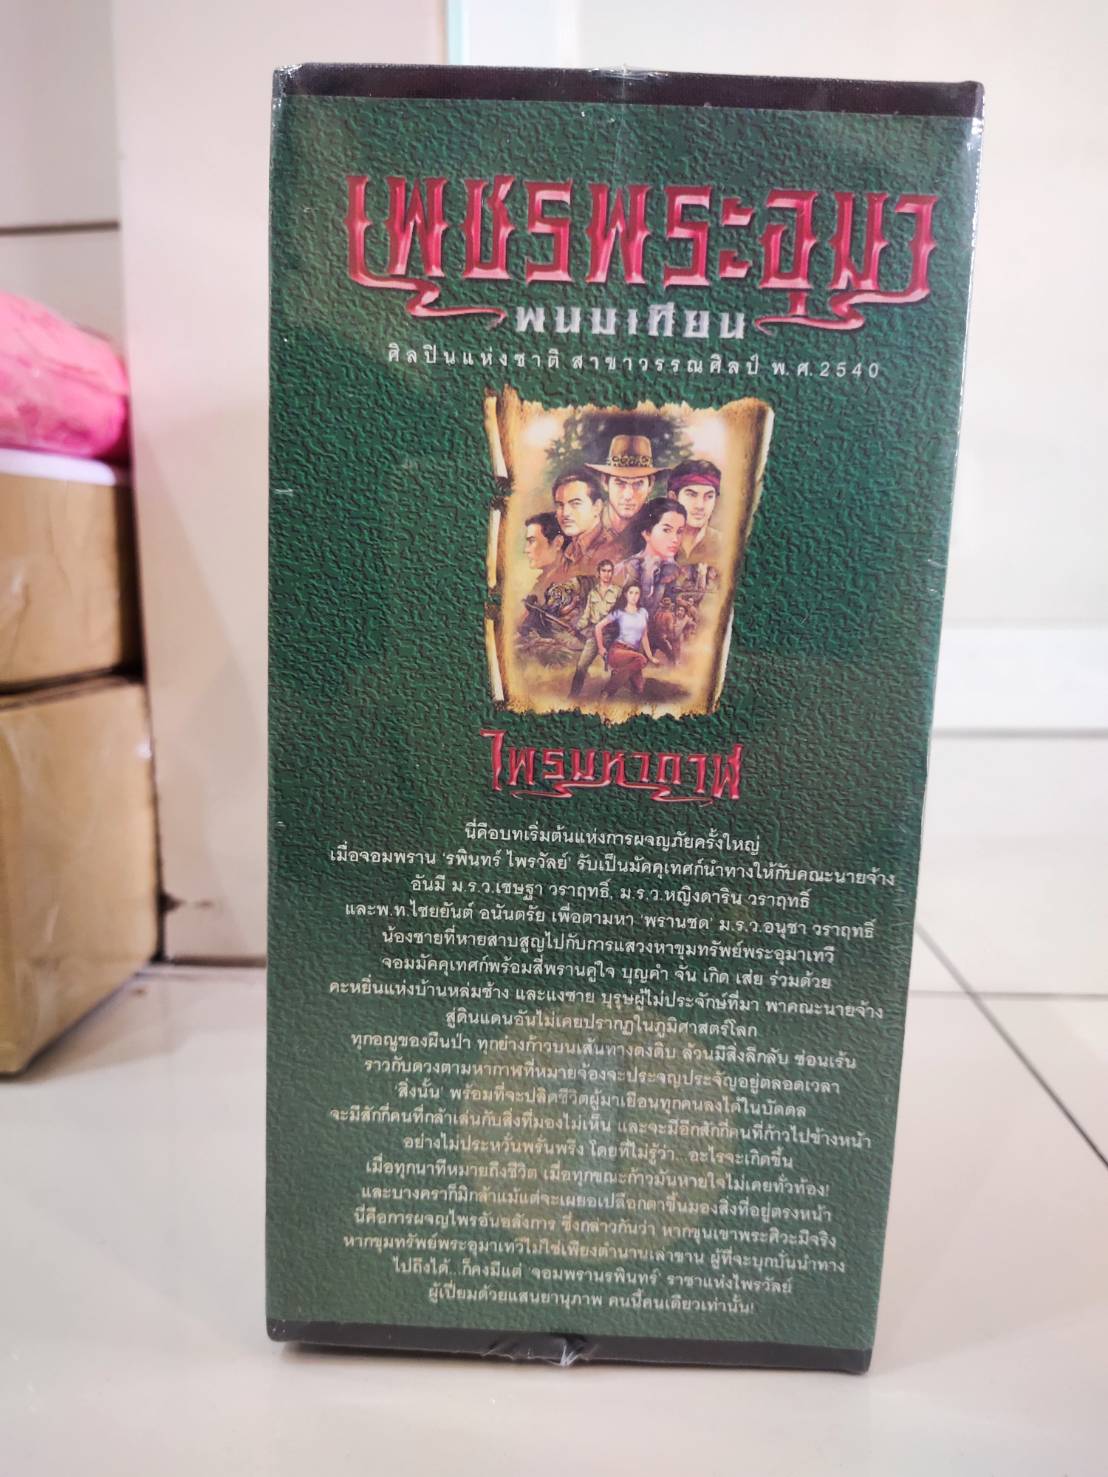 เพชรพระอุมา
พนมเทียน
ศิลปินแห่งชาติ สาขาวรรณศิลป์ พ.ศ.2540
ไพรมหากาฬ
นี่คือบทเริ่มต้นแห่งการผจญภัยครั้งใหญ่
เมื่อจอมพราน 'รพินทร์ ไพรวัลย์' รับเป็นมัคคุเทศก์นำทางให้กับคณะนายจ้าง
อันมี ม.ร.ว.เชษฐา วราฤทธิ์, ม.ร.ว.หญิงดาริน วราฤทธิ์
และพ.ท.ไชยยันต์ อนันตรัย เพื่อตามหา 'พรานชด' ม.ร.ว.อนุชา วราฤทธิ์
น้องชายที่หายสาบสูญไปกับการแสวงหาขุมทรัพย์พระอุมาเทวี
จอมมัคคุเทศก์พร้อมสี่พรานคู่ใจ บุญคำ จัน เกิด เส่ย ร่วมด้วย
คะหยิ่นแห่งบ้านหล่มช้าง และแงซาย บุรุษผู้ไม่ประจักษ์ที่มา พาคณะนายจ้าง
สู่ดินแดนอันไม่เคยปรากฏในภูมิศาสตร์โลก
ทุกอณูของผืนป่า ทุกย่างก้าวบนเส้นทางดงดิบ ล้วนมีสิ่งลึกลับ ซ่อนเร้น
ราวกับดวงตามหากาฬที่หมายจ้องจะประจญประจัญอยู่ตลอดเวลา
'สิ่งนั้น' พร้อมที่จะปลิดชีวิตผู้มาเยือนทุกคนลงได้ในบัดดล
จะมีสักกี่คนที่กล้าเล่นกับสิ่งที่มองไม่เห็น และจะมีอีกสักกี่คนที่ก้าวไปข้างหน้า
อย่างไม่ประหวั่นพรั่นพรึง โดยที่ไม่รู้ว่า...อะไรจะเกิดขึ้น
เมื่อทุกนาทีหมายถึงชีวิต เมื่อทุกขณะก้าวมันหายใจไม่เคยทั่วท้อง!
และบางคราก็มิกล้าแม้แต่จะเผยอเปลือกตาขึ้นมองสิ่งที่อยู่ตรงหน้า
นี่คือการผจญไพรอันอลังการ ซึ่งกล่าวกันว่า หากขุนเขาพระศิวะมีจริง
หากขุมทรัพย์พระอุมาเทวีไม่ใช่เพียงตำนานเล่าขาน ผู้ที่จะบุกบั่นนำทาง
ไปถึงได้...ก็คงมีแต่ 'จอมพรานรพินทร์' ราชาแห่งไพรวัลย์
ผู้เปี่ยมด้วยแสนยานุภาพ คนนี้คนเดียวเท่านั้น!